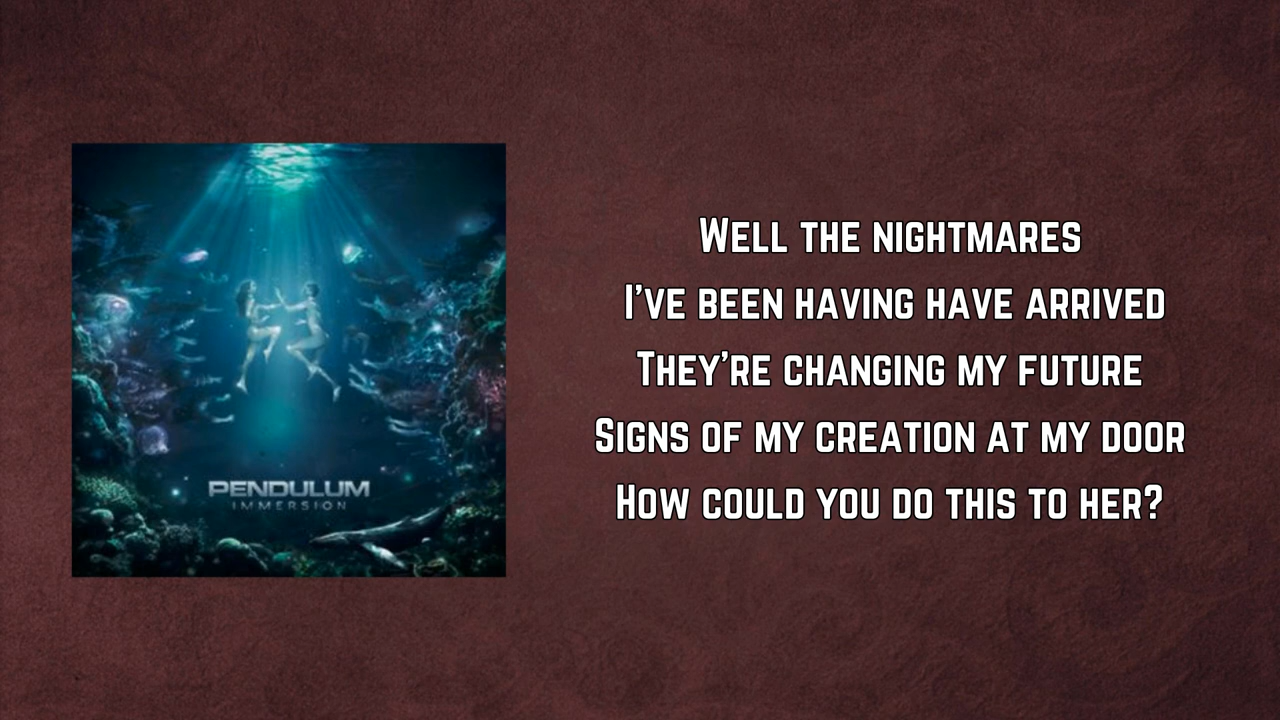 PENDULUM
IMMERSION
WELL THE NIGHTMARES
I'VE BEEN HAVING HAVE ARRIVED
THEY'RE CHANGING MY FUTURE
SIGNS OF MY CREATION AT MY DOOR
HOW COULD YOU DO THIS TO HER?